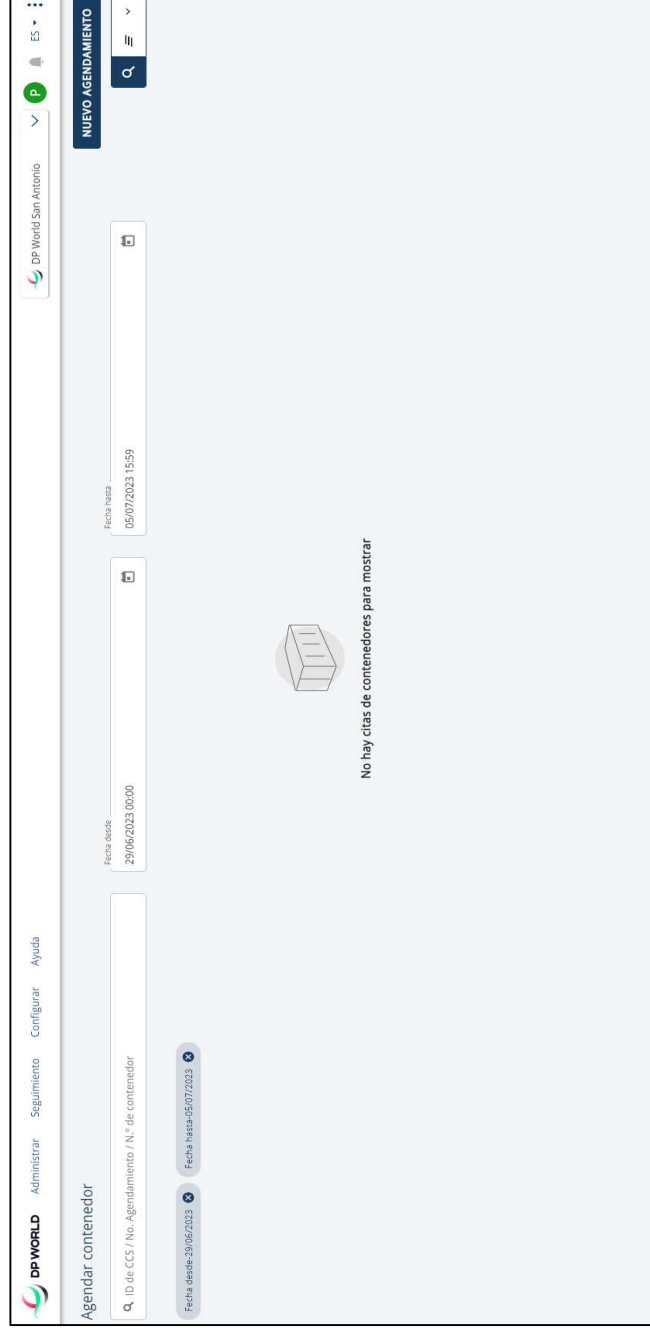 DP WORLD
Administrar
Seguimiento
Configurar
Ayuda
DP World San Antonio
P
ES
Agendar contenedor
NUEVO AGENDAMIENTO
ID de CCS / No. Agendamiento / N.º de contenedor
Fecha desde
29/06/2023 00:00
Fecha hasta
05/07/2023 15:59
Fecha desde-29/06/2023
Fecha hasta-05/07/2023
No hay citas de contenedores para mostrar